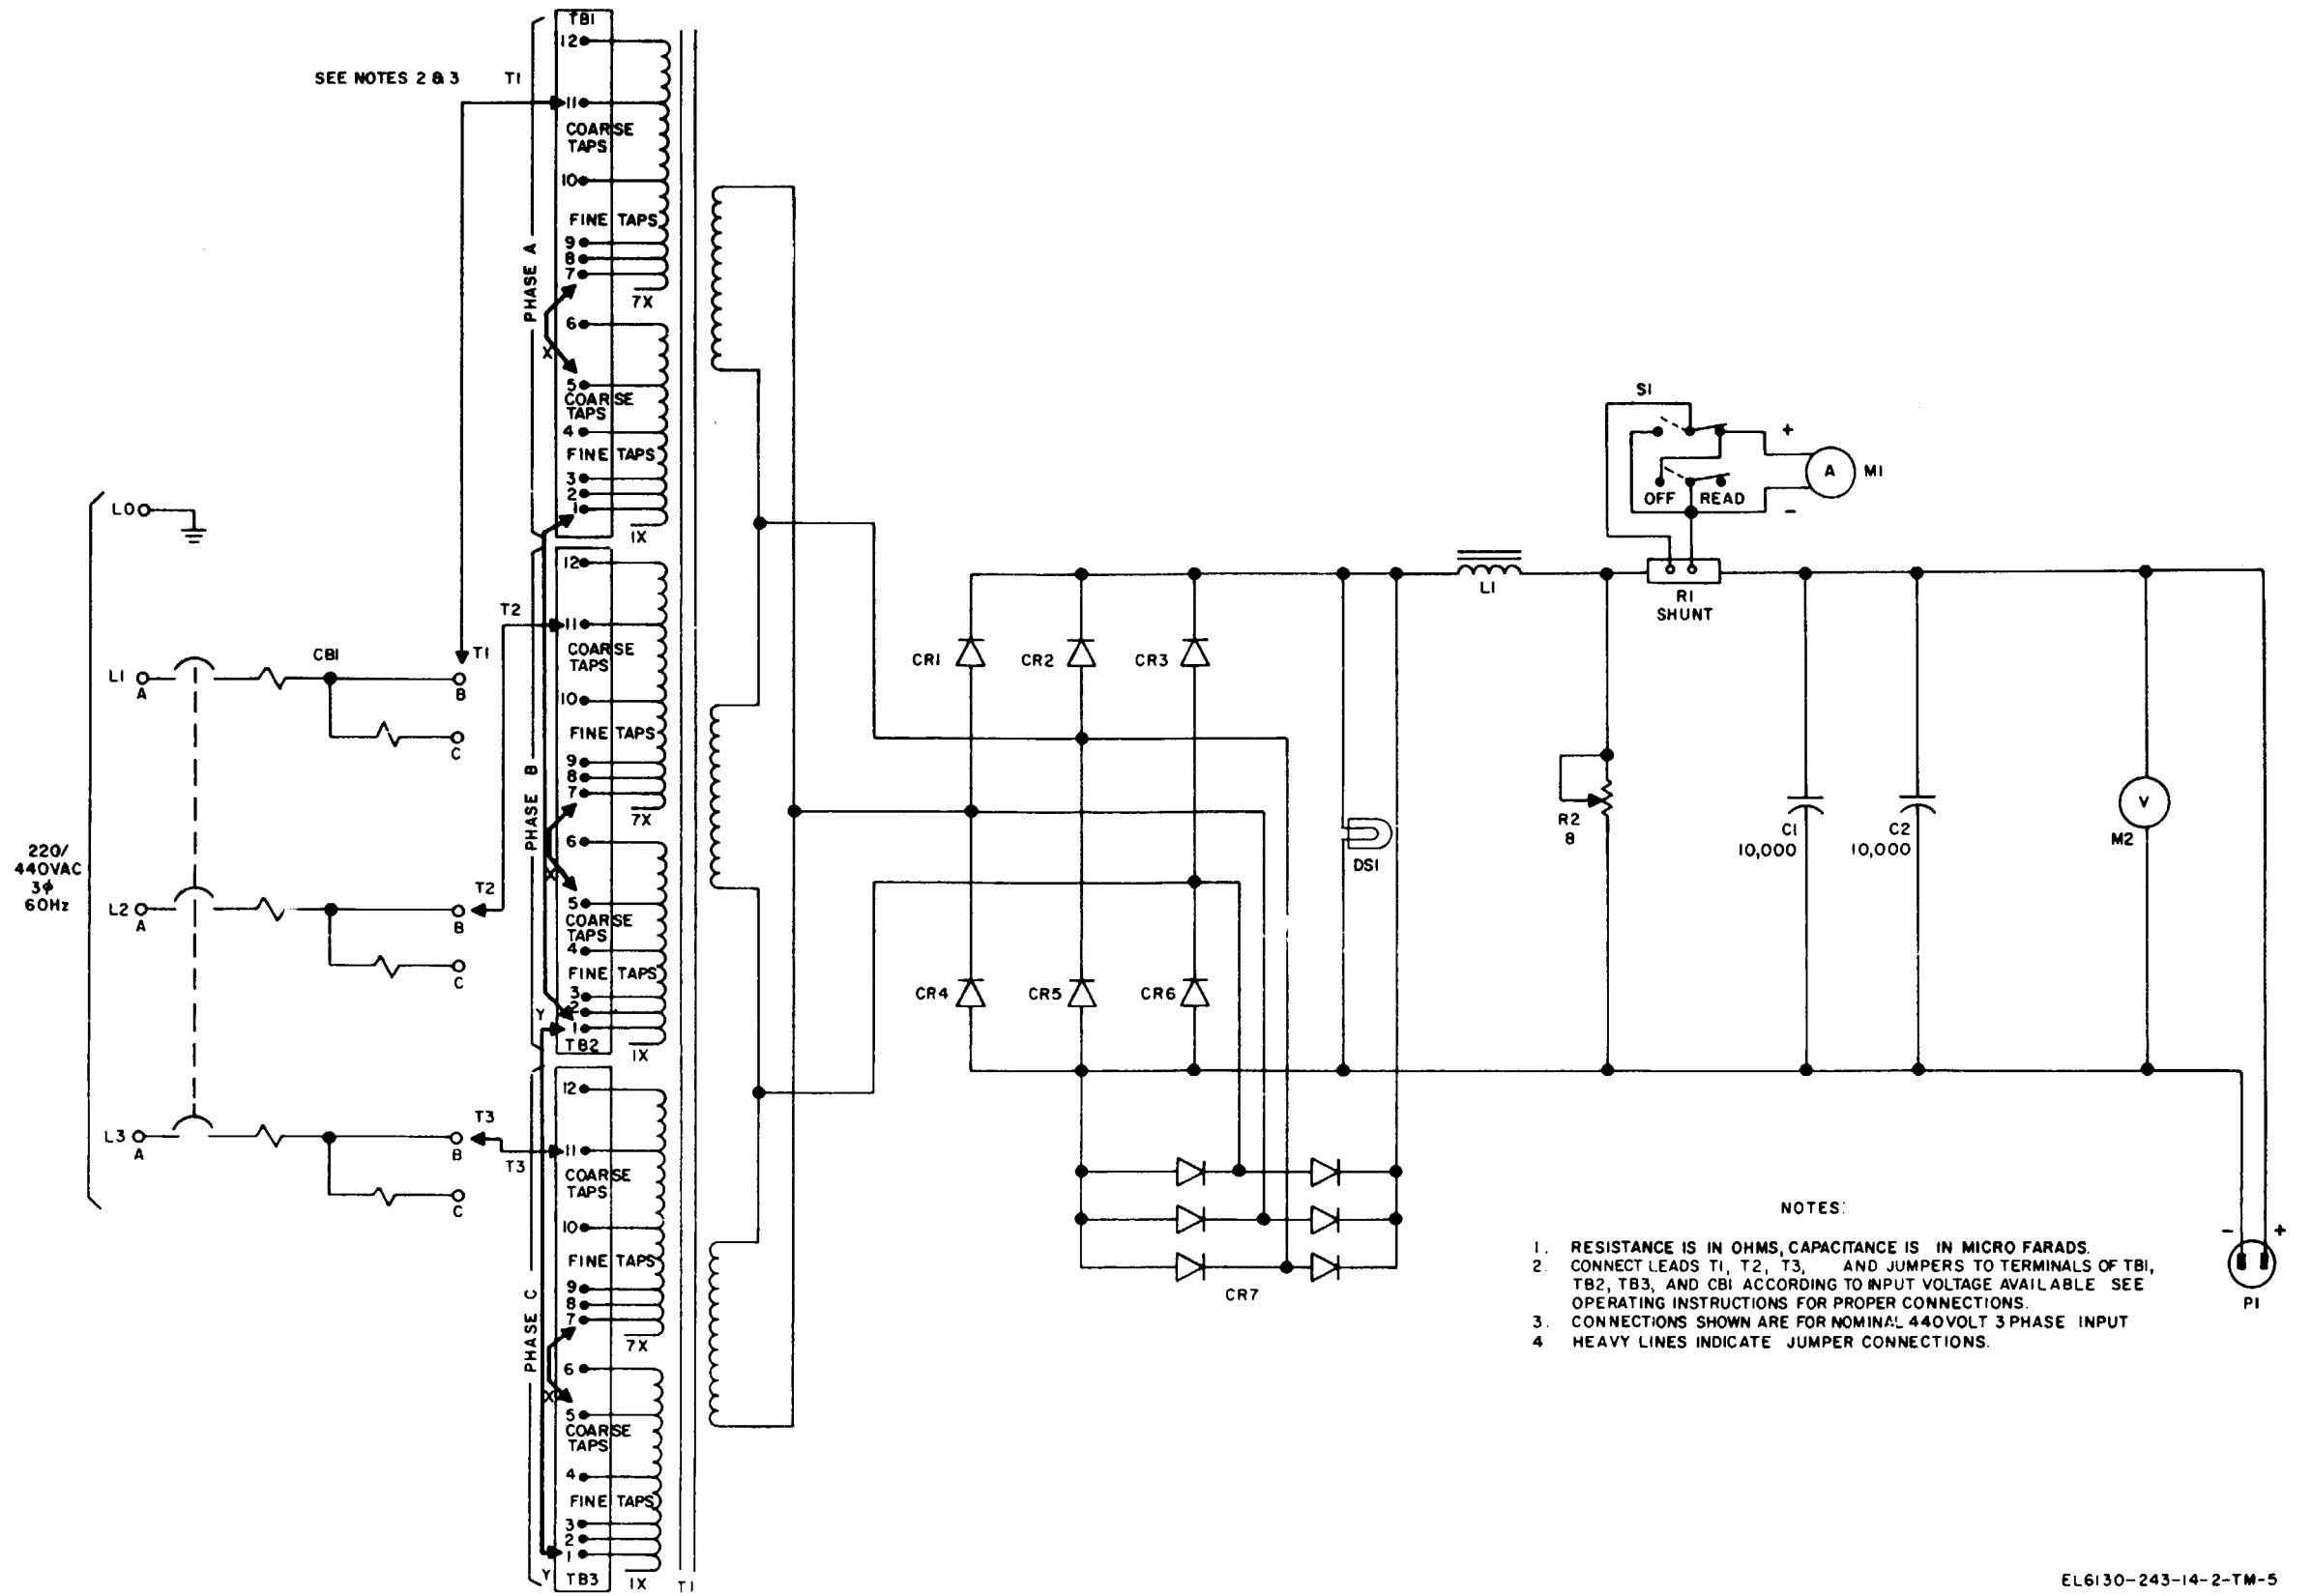 SEE NOTES 2 & 3
T1
PHASE A
TB1
12
11
COARSE
TAPS
10
FINE TAPS
9
8
7
7X
6
X
5
COARSE
TAPS
4
FINE TAPS
3
2
1
1X
PHASE B
12
T2
11
COARSE
TAPS
10
FINE TAPS
9
8
7
7X
6
X
5
COARSE
TAPS
4
FINE TAPS
3
2
Y
1
TB2
1X
PHASE C
12
11
T3
COARSE
TAPS
10
FINE TAPS
9
8
7
7X
6
X
5
COARSE
TAPS
4
FINE TAPS
3
2
1
Y
TB3
1X
T1
220/
440VAC
3ϕ
60Hz
L0
L1
A
CB1
T1
B
C
L2
A
T2
B
C
L3
A
T3
B
C
CR1
CR2
CR3
CR4
CR5
CR6
CR7
DS1
L1
S1
OFF
READ
+
-
A
M1
R1
SHUNT
R2
8
C1
10,000
C2
10,000
V
M2
-
+
P1
NOTES:
1. RESISTANCE IS IN OHMS, CAPACITANCE IS IN MICRO FARADS.
2. CONNECT LEADS T1, T2, T3, AND JUMPERS TO TERMINALS OF TB1,
TB2, TB3, AND CB1 ACCORDING TO INPUT VOLTAGE AVAILABLE SEE
OPERATING INSTRUCTIONS FOR PROPER CONNECTIONS.
3. CONNECTIONS SHOWN ARE FOR NOMINAL 440VOLT 3 PHASE INPUT
4 HEAVY LINES INDICATE JUMPER CONNECTIONS.
EL6130-243-14-2-TM-5